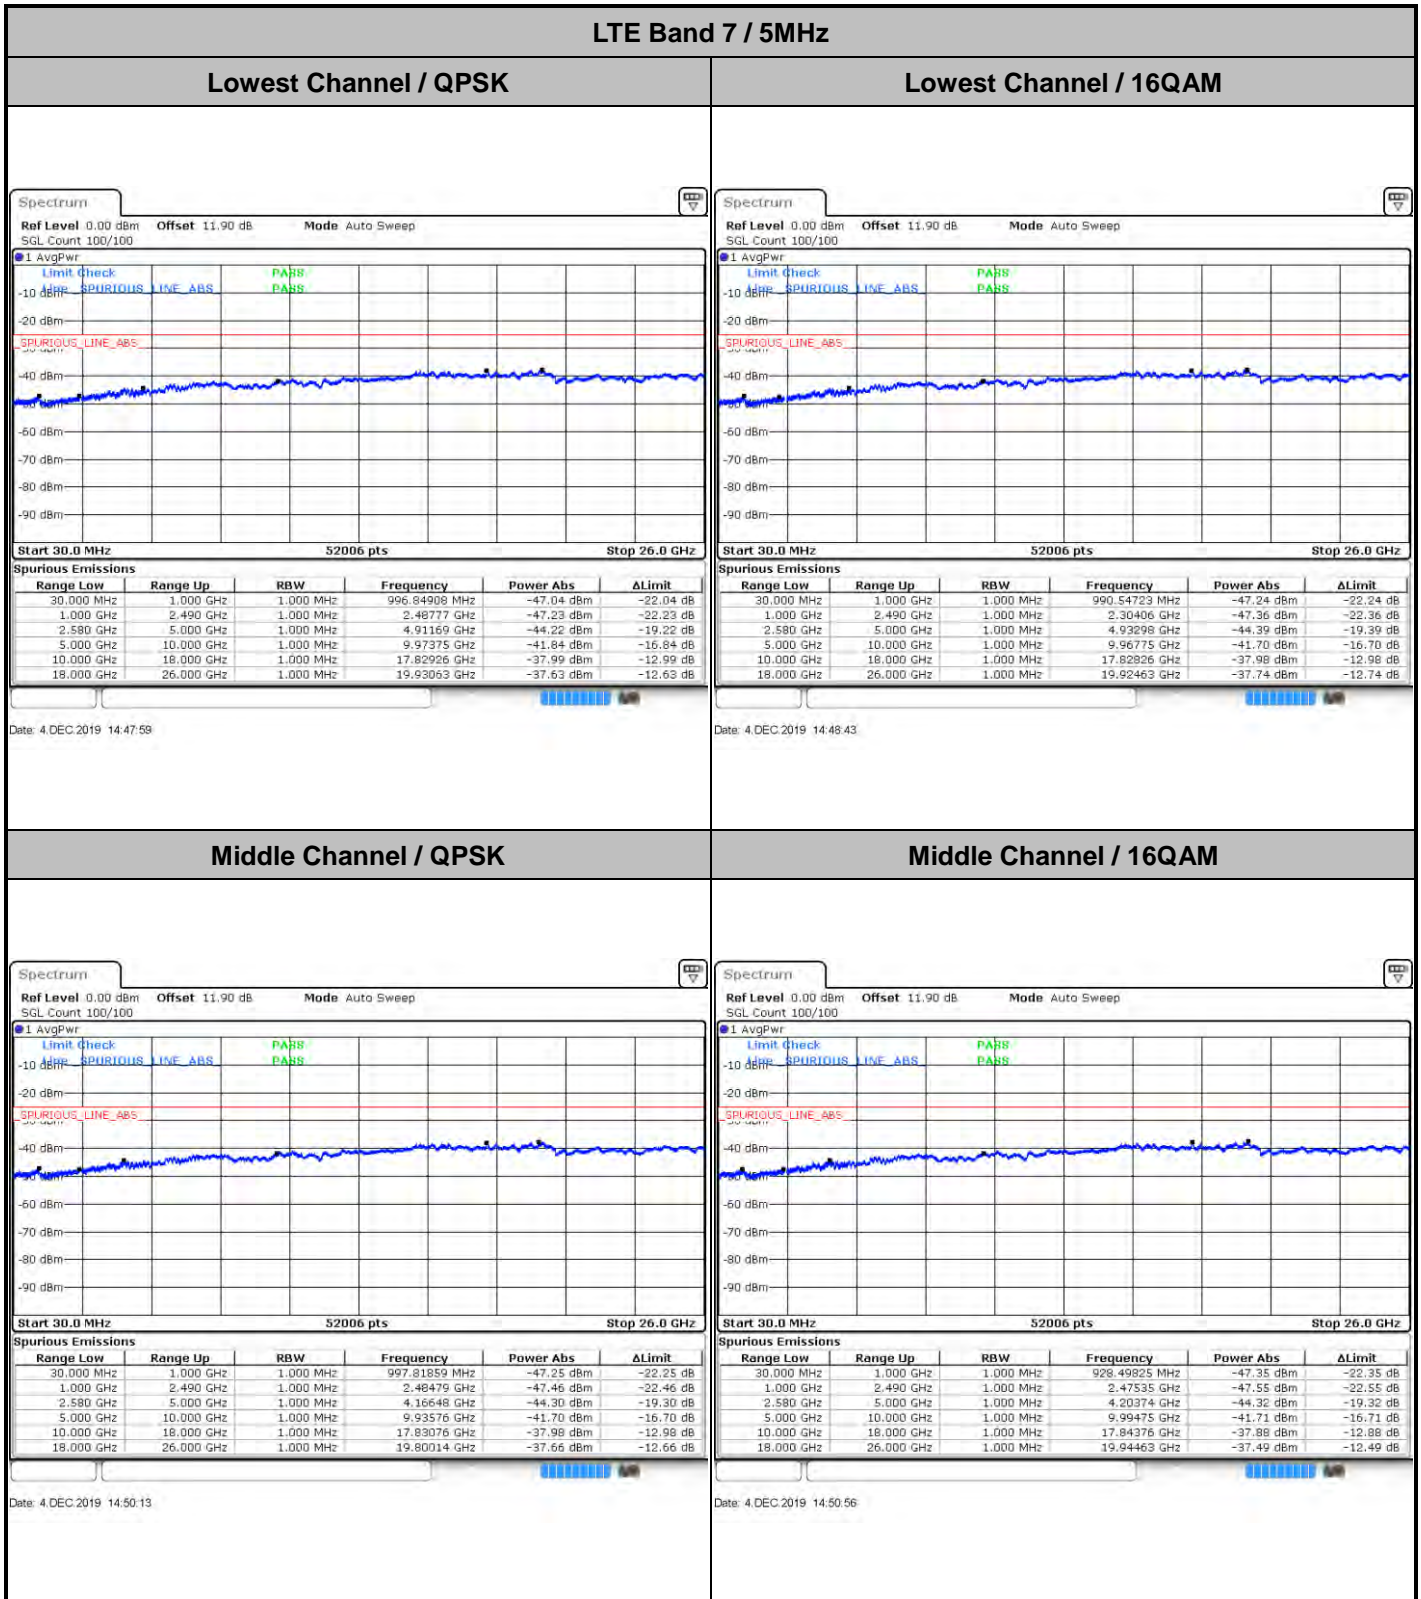 LTE Band 7 / 5MHz
Lowest Channel / QPSK
Lowest Channel / 16QAM
Spectrum
Ref Level 0.00 dBm Offset 11.90 dB Mode Auto Sweep
SGL Count 100/100
1 AvgPwr
Limit Check PASS
-10 dBm Line _SPURIOUS_LINE_ABS_ PASS
-20 dBm
_SPURIOUS_LINE_ABS_
-40 dBm
-60 dBm
-70 dBm
-80 dBm
-90 dBm
Start 30.0 MHz 52006 pts Stop 26.0 GHz
Spurious Emissions
Range Low Range Up RBW Frequency Power Abs ΔLimit
30.000 MHz 1.000 GHz 1.000 MHz 996.84908 MHz -47.04 dBm -22.04 dB
1.000 GHz 2.490 GHz 1.000 MHz 2.48777 GHz -47.23 dBm -22.23 dB
2.580 GHz 5.000 GHz 1.000 MHz 4.91169 GHz -44.22 dBm -19.22 dB
5.000 GHz 10.000 GHz 1.000 MHz 9.97375 GHz -41.84 dBm -16.84 dB
10.000 GHz 18.000 GHz 1.000 MHz 17.82926 GHz -37.99 dBm -12.99 dB
18.000 GHz 26.000 GHz 1.000 MHz 19.93063 GHz -37.63 dBm -12.63 dB
Date: 4.DEC.2019 14:47:59
Spectrum
Ref Level 0.00 dBm Offset 11.90 dB Mode Auto Sweep
SGL Count 100/100
1 AvgPwr
Limit Check PASS
-10 dBm Line _SPURIOUS_LINE_ABS_ PASS
-20 dBm
_SPURIOUS_LINE_ABS_
-40 dBm
-60 dBm
-70 dBm
-80 dBm
-90 dBm
Start 30.0 MHz 52006 pts Stop 26.0 GHz
Spurious Emissions
Range Low Range Up RBW Frequency Power Abs ΔLimit
30.000 MHz 1.000 GHz 1.000 MHz 990.54723 MHz -47.24 dBm -22.24 dB
1.000 GHz 2.490 GHz 1.000 MHz 2.30406 GHz -47.36 dBm -22.36 dB
2.580 GHz 5.000 GHz 1.000 MHz 4.93298 GHz -44.39 dBm -19.39 dB
5.000 GHz 10.000 GHz 1.000 MHz 9.96775 GHz -41.70 dBm -16.70 dB
10.000 GHz 18.000 GHz 1.000 MHz 17.82826 GHz -37.98 dBm -12.98 dB
18.000 GHz 26.000 GHz 1.000 MHz 19.92463 GHz -37.74 dBm -12.74 dB
Date: 4.DEC.2019 14:48:43
Middle Channel / QPSK
Middle Channel / 16QAM
Spectrum
Ref Level 0.00 dBm Offset 11.90 dB Mode Auto Sweep
SGL Count 100/100
1 AvgPwr
Limit Check PASS
-10 dBm Line _SPURIOUS_LINE_ABS_ PASS
-20 dBm
_SPURIOUS_LINE_ABS_
-40 dBm
-60 dBm
-70 dBm
-80 dBm
-90 dBm
Start 30.0 MHz 52006 pts Stop 26.0 GHz
Spurious Emissions
Range Low Range Up RBW Frequency Power Abs ΔLimit
30.000 MHz 1.000 GHz 1.000 MHz 997.81859 MHz -47.25 dBm -22.25 dB
1.000 GHz 2.490 GHz 1.000 MHz 2.48479 GHz -47.46 dBm -22.46 dB
2.580 GHz 5.000 GHz 1.000 MHz 4.16648 GHz -44.30 dBm -19.30 dB
5.000 GHz 10.000 GHz 1.000 MHz 9.93576 GHz -41.70 dBm -16.70 dB
10.000 GHz 18.000 GHz 1.000 MHz 17.83076 GHz -37.98 dBm -12.98 dB
18.000 GHz 26.000 GHz 1.000 MHz 19.80014 GHz -37.66 dBm -12.66 dB
Date: 4.DEC.2019 14:50:13
Spectrum
Ref Level 0.00 dBm Offset 11.90 dB Mode Auto Sweep
SGL Count 100/100
1 AvgPwr
Limit Check PASS
-10 dBm Line _SPURIOUS_LINE_ABS_ PASS
-20 dBm
_SPURIOUS_LINE_ABS_
-40 dBm
-60 dBm
-70 dBm
-80 dBm
-90 dBm
Start 30.0 MHz 52006 pts Stop 26.0 GHz
Spurious Emissions
Range Low Range Up RBW Frequency Power Abs ΔLimit
30.000 MHz 1.000 GHz 1.000 MHz 928.49825 MHz -47.35 dBm -22.35 dB
1.000 GHz 2.490 GHz 1.000 MHz 2.47535 GHz -47.55 dBm -22.55 dB
2.580 GHz 5.000 GHz 1.000 MHz 4.20374 GHz -44.32 dBm -19.32 dB
5.000 GHz 10.000 GHz 1.000 MHz 9.99475 GHz -41.71 dBm -16.71 dB
10.000 GHz 18.000 GHz 1.000 MHz 17.84376 GHz -37.88 dBm -12.88 dB
18.000 GHz 26.000 GHz 1.000 MHz 19.94463 GHz -37.49 dBm -12.49 dB
Date: 4.DEC.2019 14:50:56